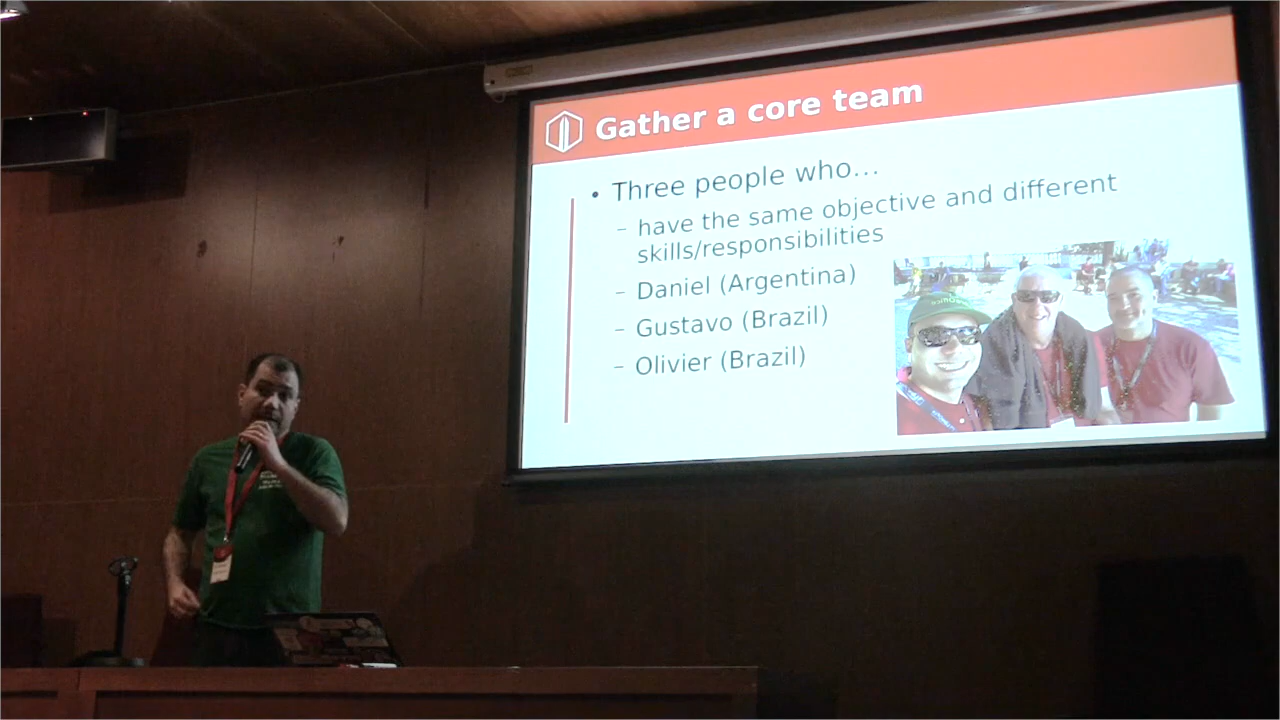 Gather a core team
• Three people who...
– have the same objective and different
skills/responsibilities
– Daniel (Argentina)
– Gustavo (Brazil)
– Olivier (Brazil)